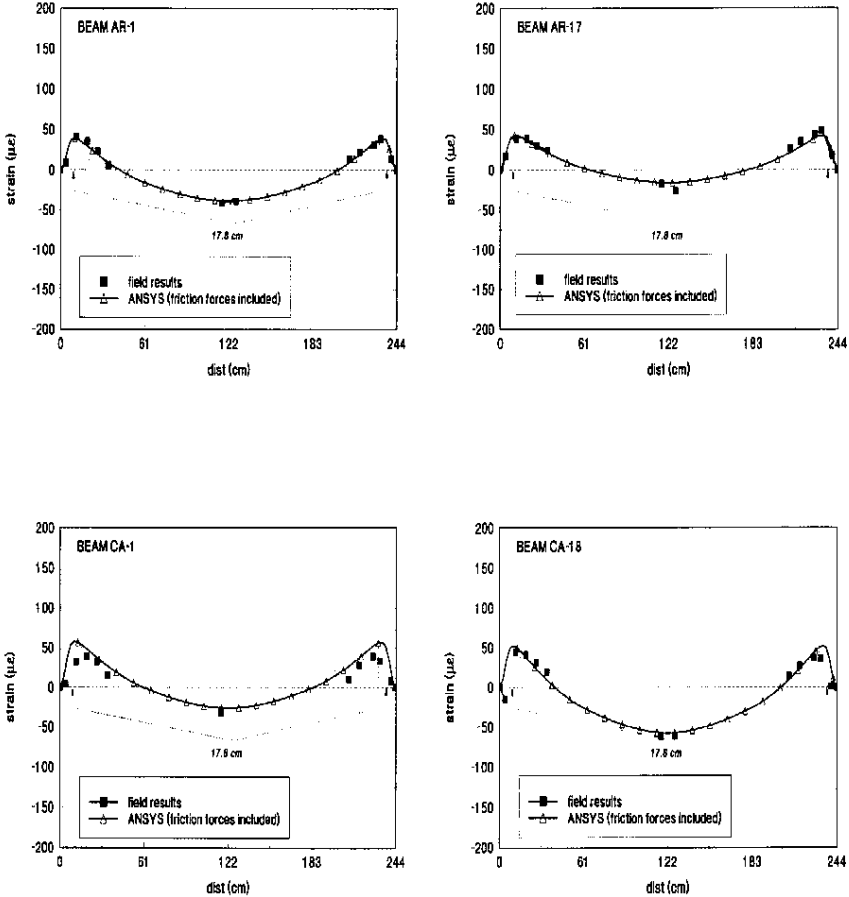 BEAM AR-1
200
150
100
50
0
-50
-100
-150
-200
strain (με)
17.8 cm
field results
ANSYS (friction forces included)
0 61 122 183 244
dist (cm)
BEAM AR-17
200
150
100
50
0
-50
-100
-150
-200
strain (με)
17.8 cm
field results
ANSYS (friction forces included)
0 61 122 183 244
dist (cm)
BEAM CA-1
200
150
100
50
0
-50
-100
-150
-200
strain (με)
17.8 cm
field results
ANSYS (friction forces included)
0 61 122 183 244
dist (cm)
BEAM CA-18
200
150
100
50
0
-50
-100
-150
-200
strain (με)
17.8 cm
field results
ANSYS (friction forces included)
0 61 122 183 244
dist (cm)